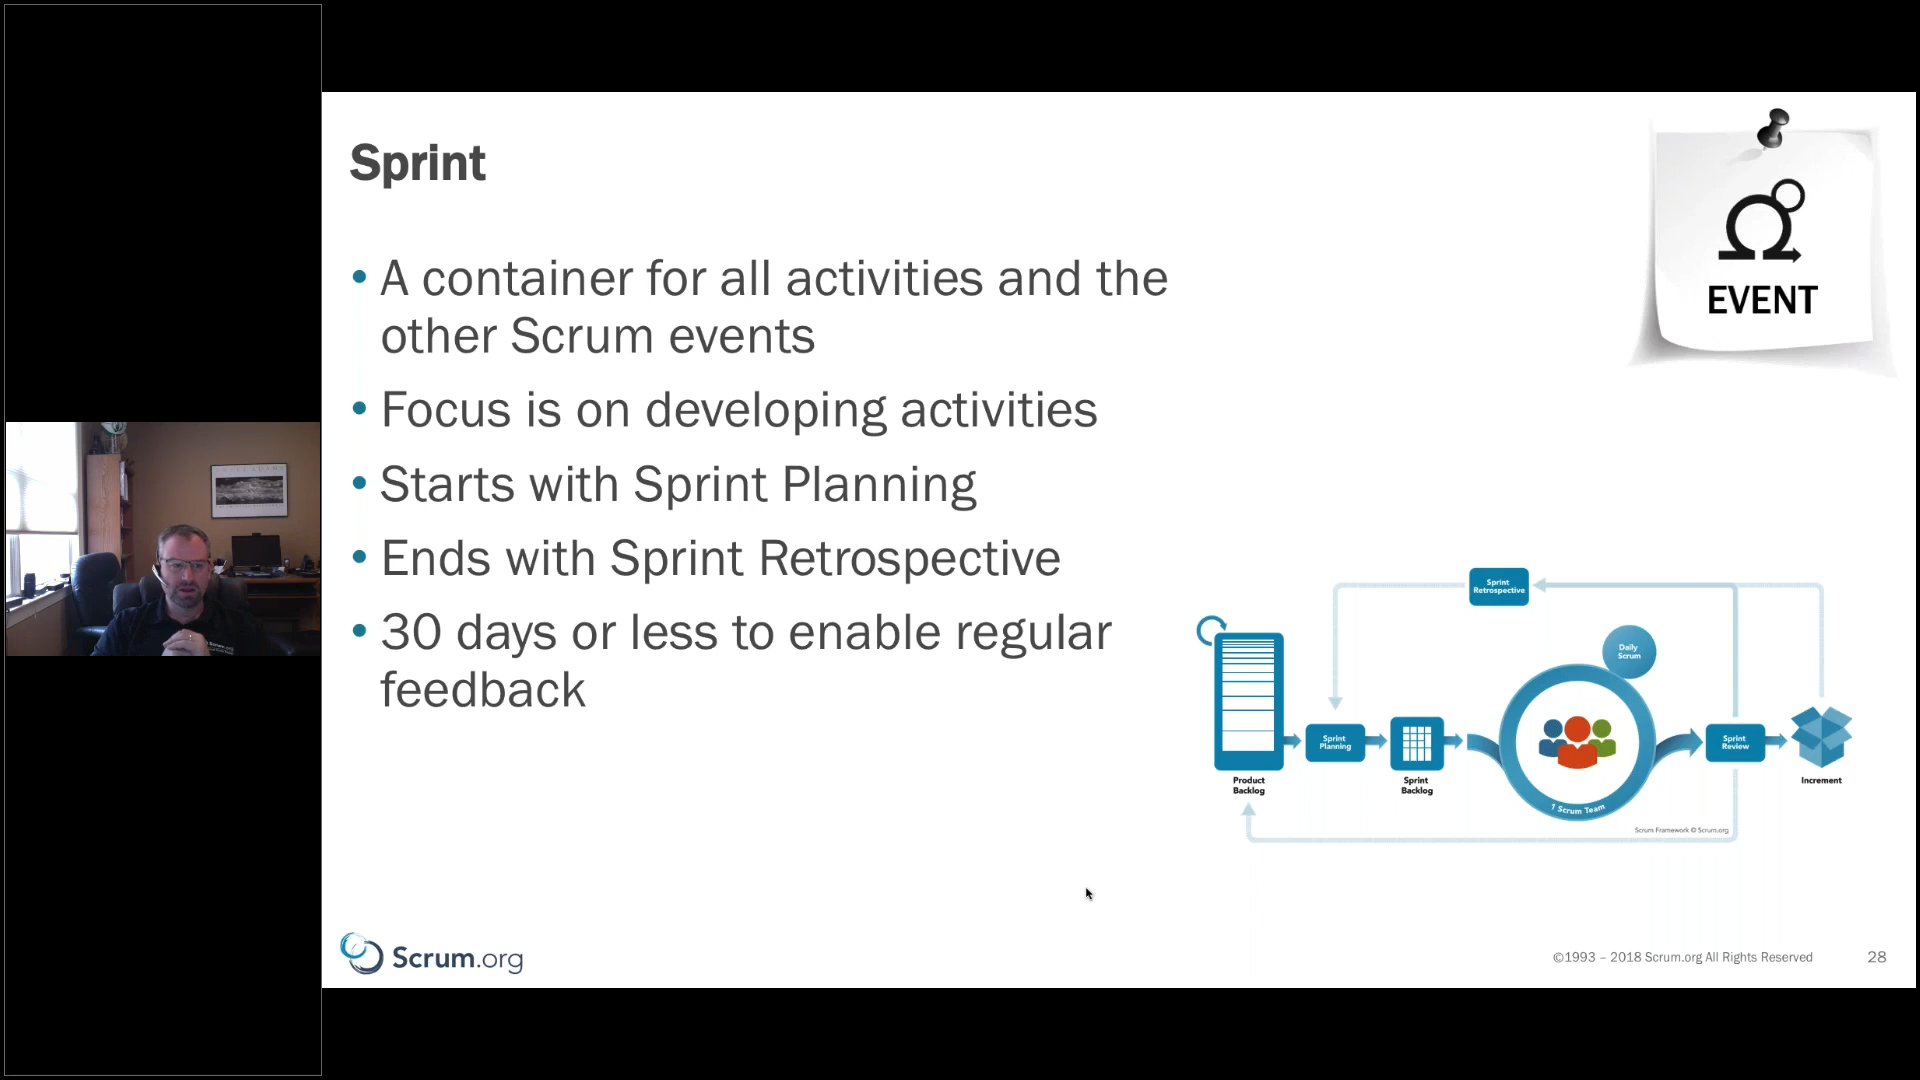 Sprint
EVENT
• A container for all activities and the
other Scrum events
• Focus is on developing activities
• Starts with Sprint Planning
• Ends with Sprint Retrospective
• 30 days or less to enable regular
feedback
Sprint
Retrospective
Daily
Scrum
Sprint
Planning
Sprint
Review
Product
Backlog
Sprint
Backlog
1 Scrum Team
Increment
Scrum Framework © Scrum.org
Scrum.org
©1993 – 2018 Scrum.org All Rights Reserved
28